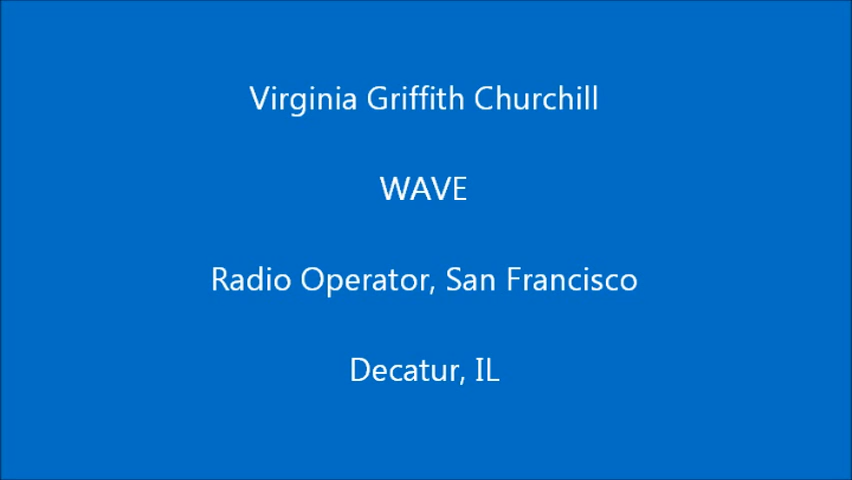 Virginia Griffith Churchill
WAVE
Radio Operator, San Francisco
Decatur, IL